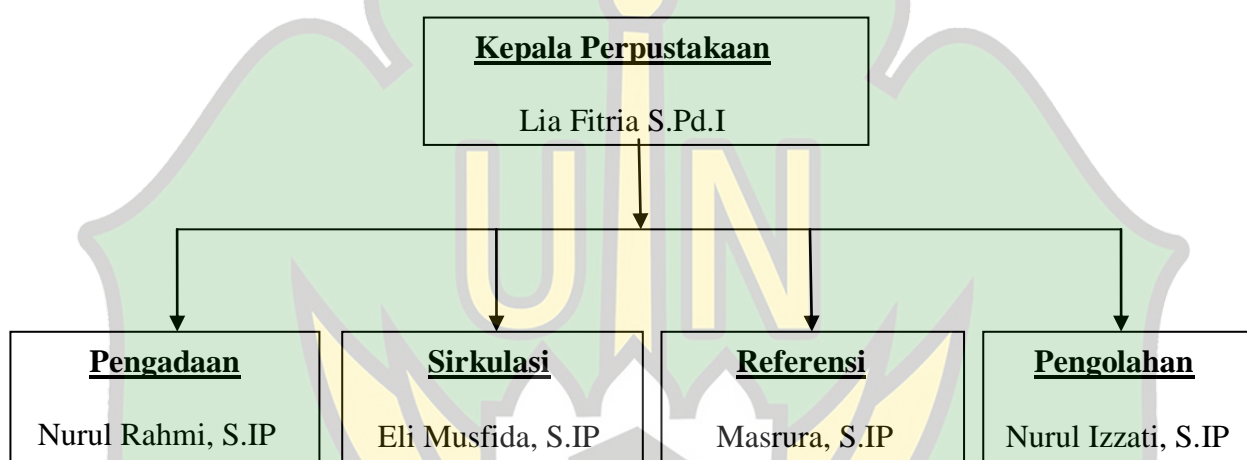 Kepala Perpustakaan
Lia Fitria S.Pd.I
UIN
Pengadaan
Nurul Rahmi, S.IP
Sirkulasi
Eli Musfida, S.IP
Referensi
Masrura, S.IP
Pengolahan
Nurul Izzati, S.IP